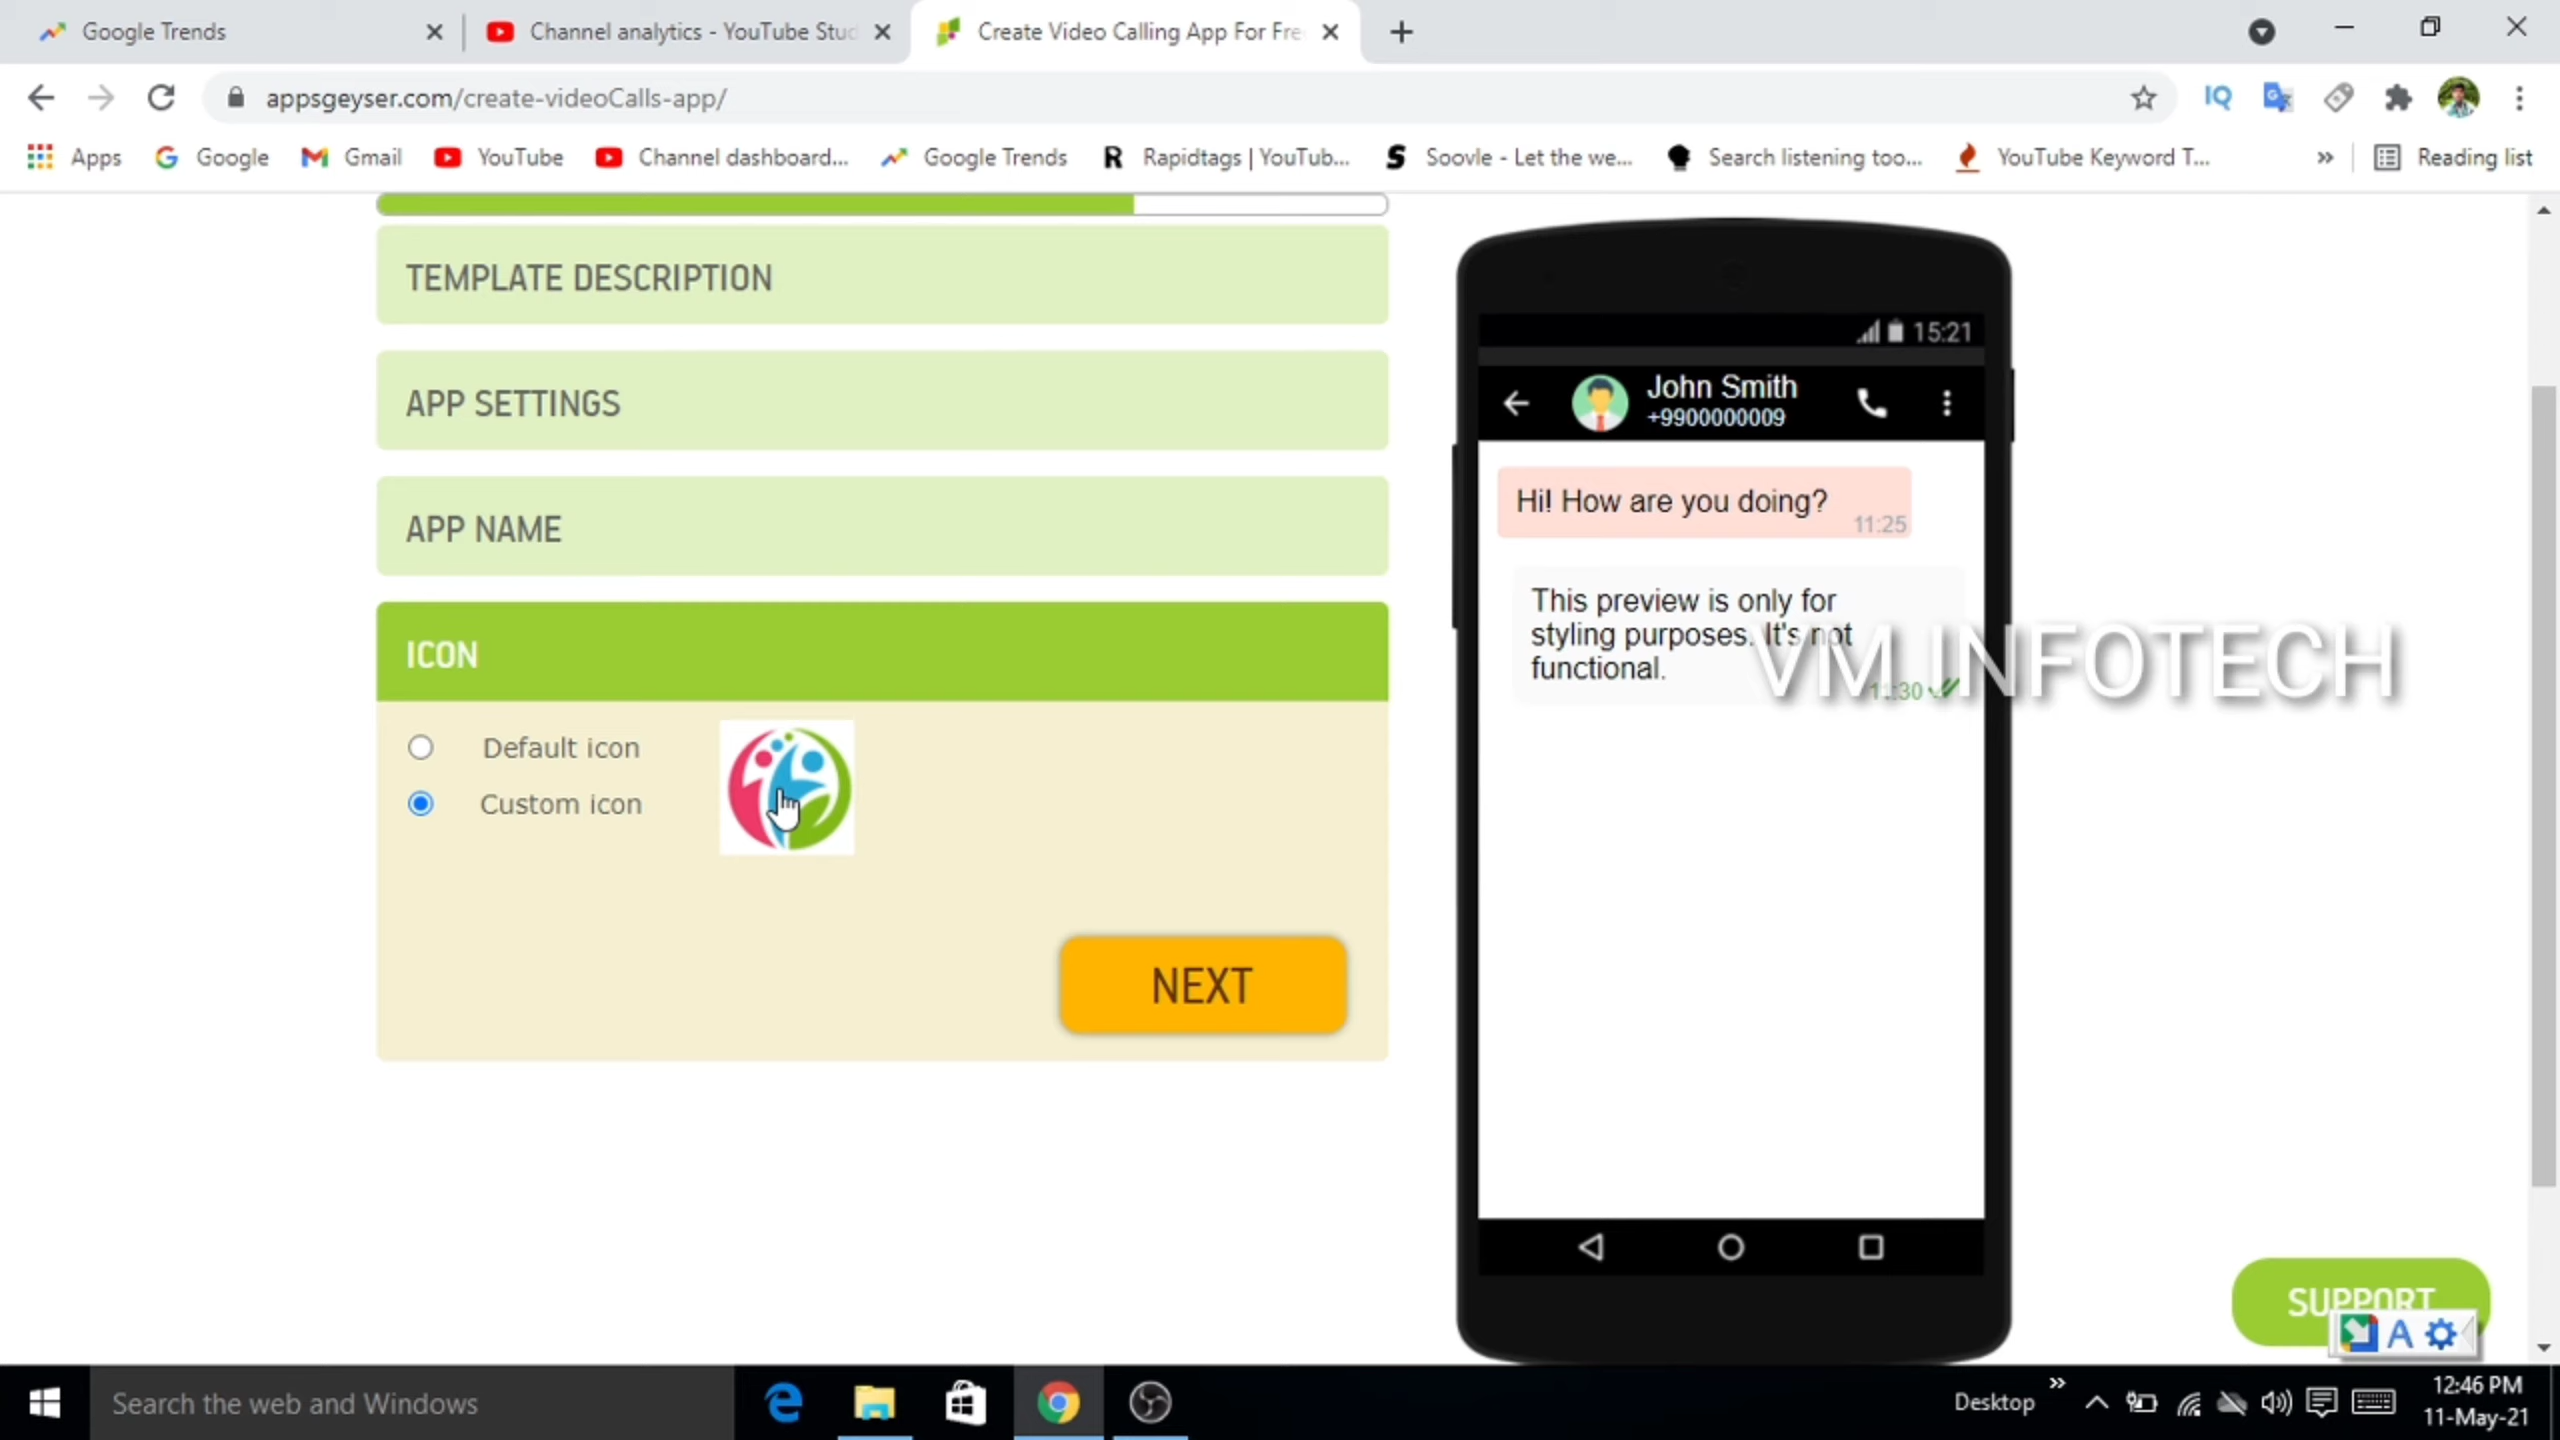 Google Trends
Channel analytics - YouTube Stud
Create Video Calling App For Fre
appsgeyser.com/create-videoCalls-app/
IQ
Apps
Google
Gmail
YouTube
Channel dashboard...
Google Trends
Rapidtags | YouTub...
Soovle - Let the we...
Search listening too...
YouTube Keyword T...
Reading list
TEMPLATE DESCRIPTION
APP SETTINGS
APP NAME
ICON
Default icon
Custom icon
NEXT
15:21
John Smith
+9900000009
Hi! How are you doing?
11:25
This preview is only for
styling purposes. It's not
functional.
11:30
VM INFOTECH
SUPPORT
A
Search the web and Windows
Desktop
12:46 PM
11-May-21